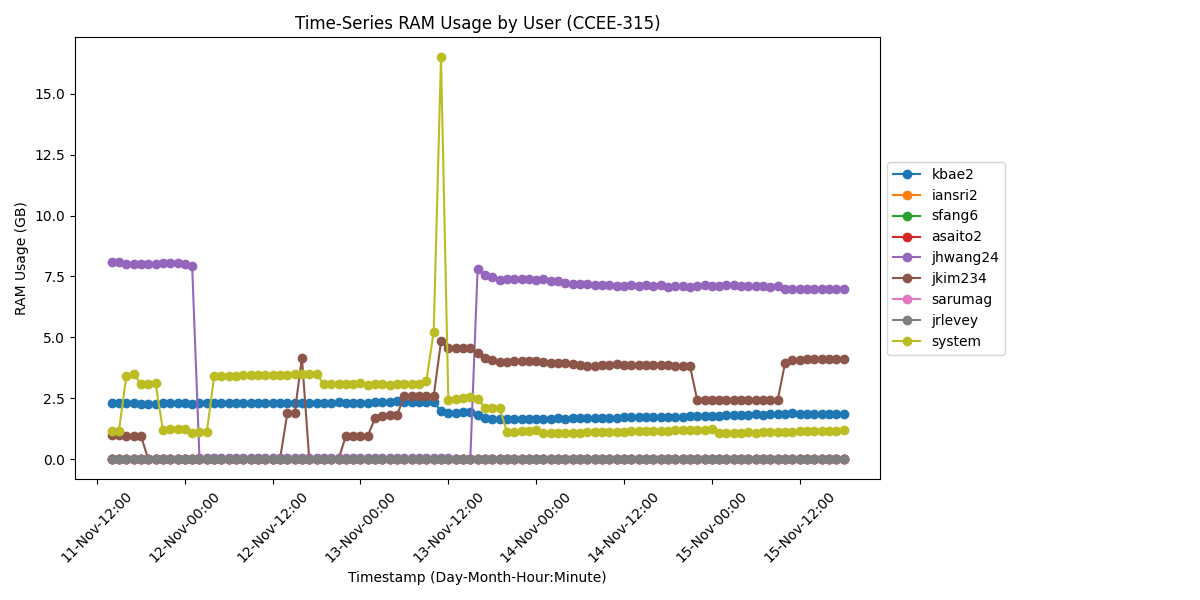 Time-Series RAM Usage by User (CCEE-315)
RAM Usage (GB)
15.0
12.5
10.0
7.5
5.0
2.5
0.0
11-Nov-12:00
12-Nov-00:00
12-Nov-12:00
13-Nov-00:00
13-Nov-12:00
14-Nov-00:00
14-Nov-12:00
15-Nov-00:00
15-Nov-12:00
Timestamp (Day-Month-Hour:Minute)
kbae2
iansri2
sfang6
asaito2
jhwang24
jkim234
sarumag
jrlevey
system